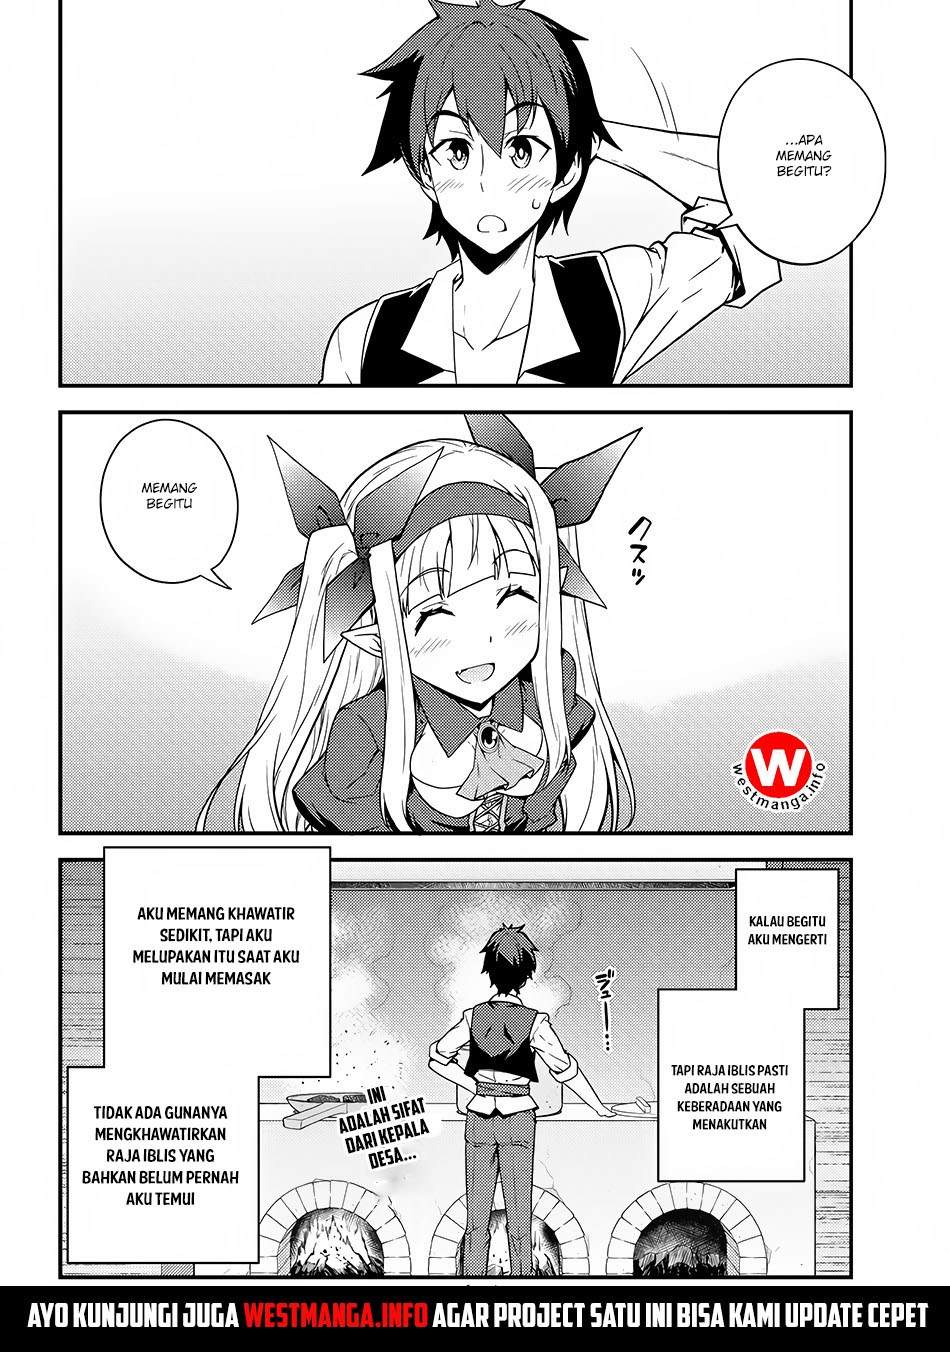 ...APA
MEMANG
BEGITU?
MEMANG
BEGITU
クスッ
westmanga.info
W
KALAU BEGITU
AKU MENGERTI
TAPI RAJA IBLIS PASTI
ADALAH SEBUAH
KEBERADAAN YANG
MENAKUTKAN
ジュー...
AKU MEMANG KHAWATIR
SEDIKIT, TAPI AKU
MELUPAKAN ITU SAAT AKU
MULAI MEMASAK
INI
ADALAH SIFAT
DARI KEPALA
DESA...
TIDAK ADA GUNANYA
MENGKHAWATIRKAN
RAJA IBLIS YANG
BAHKAN BELUM PERNAH
AKU TEMUI
AYO KUNJUNGI JUGA WESTMANGA.INFO AGAR PROJECT SATU INI BISA KAMI UPDATE CEPET